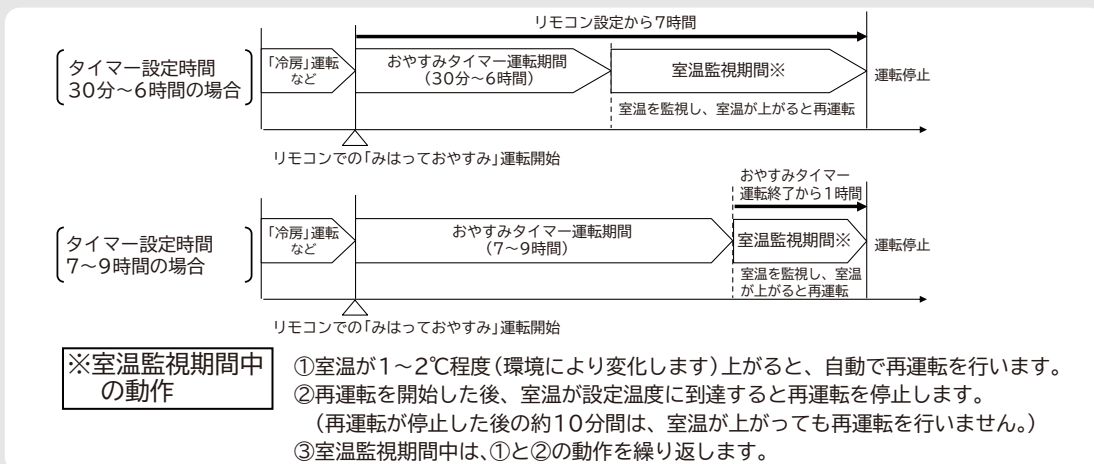 リモコン設定から7時間
タイマー設定時間
30分～6時間の場合
「冷房」運転
など
おやすみタイマー運転期間
(30分～6時間)
室温監視期間※
運転停止
室温を監視し、室温が上がると再運転
リモコンでの「みはっておやすみ」運転開始
おやすみタイマー
運転終了から1時間
タイマー設定時間
7～9時間の場合
「冷房」運転
など
おやすみタイマー運転期間
(7～9時間)
室温監視期間※
運転停止
室温を監視し、室温
が上がると再運転
リモコンでの「みはっておやすみ」運転開始
※室温監視期間中
の動作
①室温が1～2℃程度(環境により変化します)上がると、自動で再運転を行います。
②再運転を開始した後、室温が設定温度に到達すると再運転を停止します。
(再運転が停止した後の約10分間は、室温が上がっても再運転を行いません。)
③室温監視期間中は、①と②の動作を繰り返します。